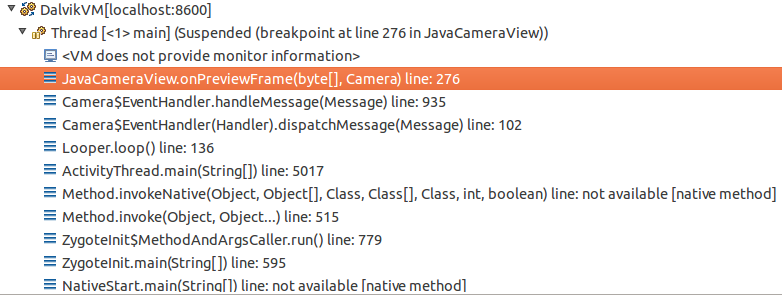 DalvikVM[localhost:8600]
Thread [<1> main] (Suspended (breakpoint at line 276 in JavaCameraView))
<VM does not provide monitor information>
JavaCameraView.onPreviewFrame(byte[], Camera) line: 276
Camera$EventHandler.handleMessage(Message) line: 935
Camera$EventHandler(Handler).dispatchMessage(Message) line: 102
Looper.loop() line: 136
ActivityThread.main(String[]) line: 5017
Method.invokeNative(Object, Object[], Class, Class[], Class, int, boolean) line: not available [native method]
Method.invoke(Object, Object...) line: 515
ZygoteInit$MethodAndArgsCaller.run() line: 779
ZygoteInit.main(String[]) line: 595
NativeStart.main(String[]) line: not available [native method]